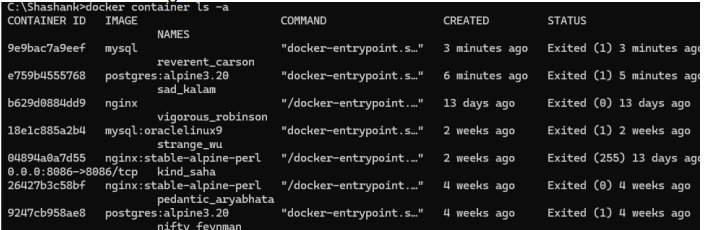 C:\Shashank>docker container ls -a
CONTAINER ID   IMAGE                      COMMAND                  CREATED         STATUS
NAMES
9e9bac7a9eef   mysql                      "docker-entrypoint.s…"   3 minutes ago   Exited (1) 3 minutes ago
reverent_carson
e759b4555768   postgres:alpine3.20        "docker-entrypoint.s…"   6 minutes ago   Exited (1) 5 minutes ago
sad_kalam
b629d0884dd9   nginx                      "/docker-entrypoint.…"   13 days ago     Exited (0) 13 days ago
vigorous_robinson
18e1c885a2b4   mysql:oraclelinux9         "docker-entrypoint.s…"   2 weeks ago     Exited (1) 2 weeks ago
strange_wu
04894a0a7d55   nginx:stable-alpine-perl   "/docker-entrypoint.…"   2 weeks ago     Exited (255) 13 days ago
0.0.0.0:8086->8086/tcp   kind_saha
26427b3c58bf   nginx:stable-alpine-perl   "/docker-entrypoint.…"   4 weeks ago     Exited (0) 4 weeks ago
pedantic_aryabhata
9247cb958ae8   postgres:alpine3.20        "docker-entrypoint.s…"   4 weeks ago     Exited (1) 4 weeks ago
nifty_feynman